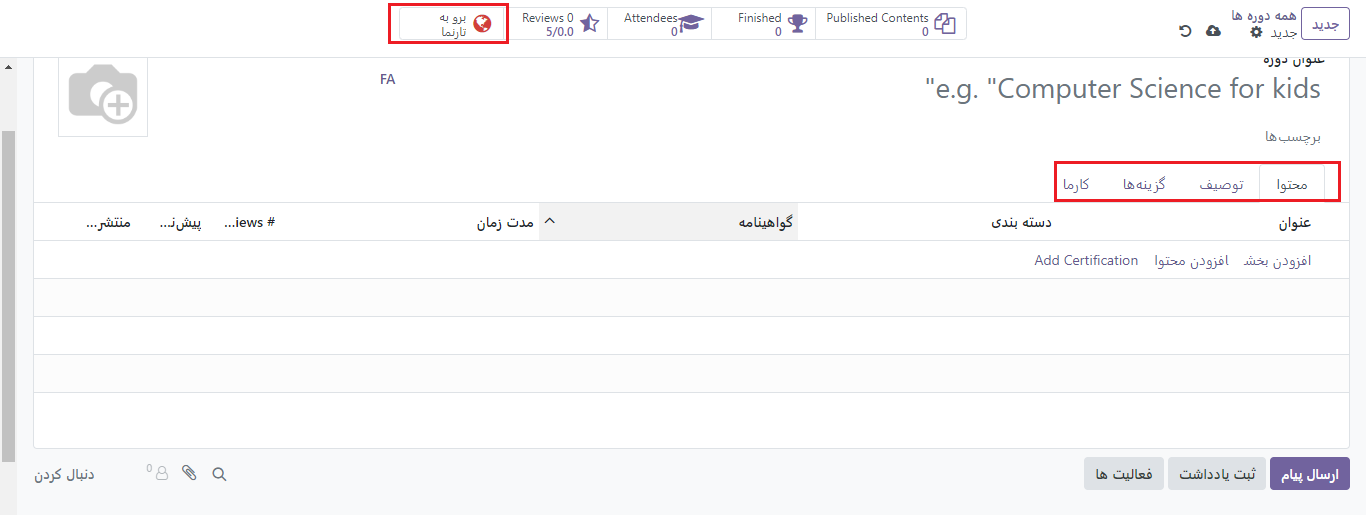 جدید
همه دوره ها
جدید
Published Contents
0
Finished
0
Attendees
0
Reviews 0
5/0.0
برو به
تارنما
عنوان دوره
"e.g. "Computer Science for kids
FA
برچسب‌ها
محتوا
توصیف
گزینه‌ها
کارما
عنوان
دسته بندی
گواهینامه
مدت زمان
...iews #
پیش‌ن...
منتشر...
افزودن بخش
افزودن محتوا
Add Certification
ارسال پیام
ثبت یادداشت
فعالیت ها
0
دنبال کردن